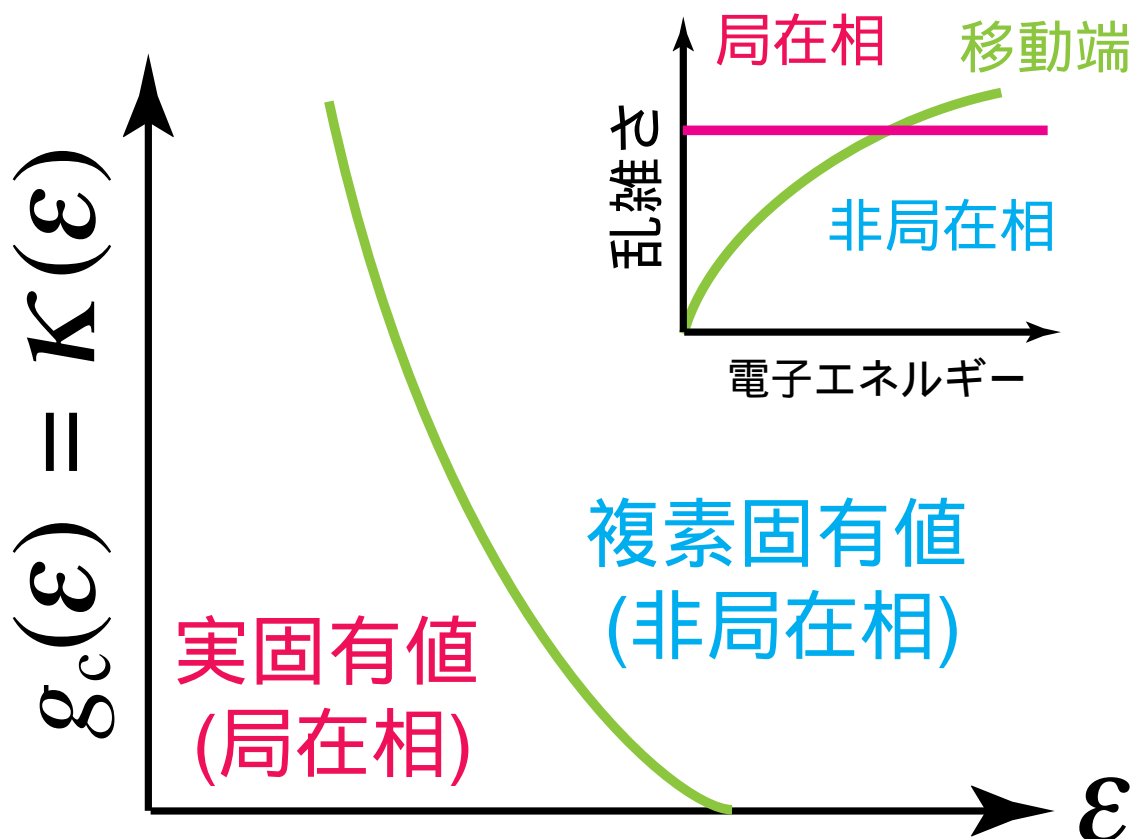 g_c(ε) = κ(ε)
局在相
移動端
乱雑さ
非局在相
電子エネルギー
複素固有値
(非局在相)
実固有値
(局在相)
ε